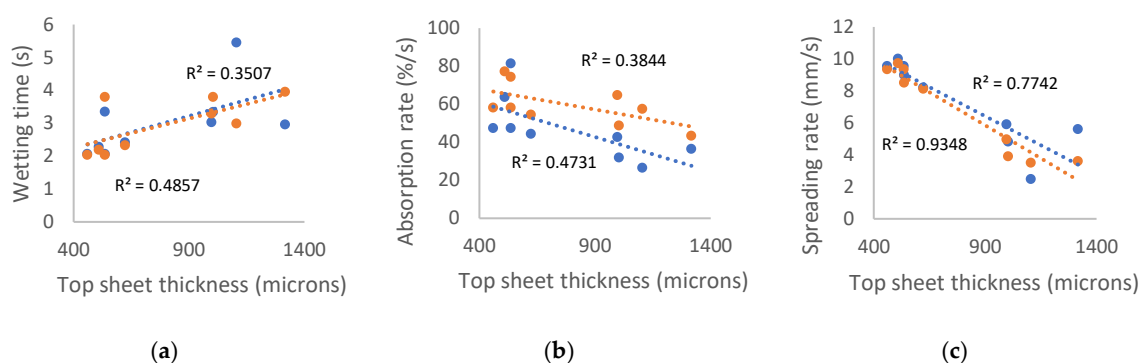 Wetting time (s)
6
5
4
3
2
1
0
R² = 0.3507
R² = 0.4857
400 900 1400
Top sheet thickness (microns)
(a)
Absorption rate (%/s)
100
80
60
40
20
0
R² = 0.3844
R² = 0.4731
400 900 1400
Top sheet thickness (microns)
(b)
Spreading rate (mm/s)
12
10
8
6
4
2
0
R² = 0.7742
R² = 0.9348
400 900 1400
Top sheet thickness (microns)
(c)